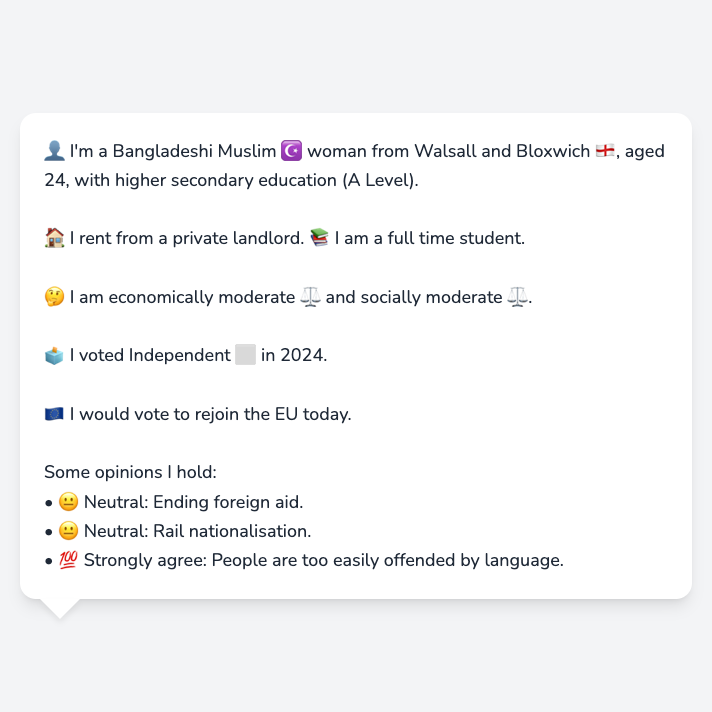 👤 I'm a Bangladeshi Muslim ☪️ woman from Walsall and Bloxwich 🏴󠁧󠁢󠁥󠁮󠁧󠁿, aged
24, with higher secondary education (A Level).
🏠 I rent from a private landlord. 📚 I am a full time student.
🤔 I am economically moderate ⚖️ and socially moderate ⚖️.
🗳️ I voted Independent ⬜ in 2024.
🇪🇺 I would vote to rejoin the EU today.
Some opinions I hold:
• 😐 Neutral: Ending foreign aid.
• 😐 Neutral: Rail nationalisation.
• 💯 Strongly agree: People are too easily offended by language.